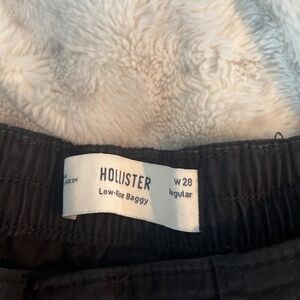 HOLLISTER
Low-Rise Baggy
W 28
Regular